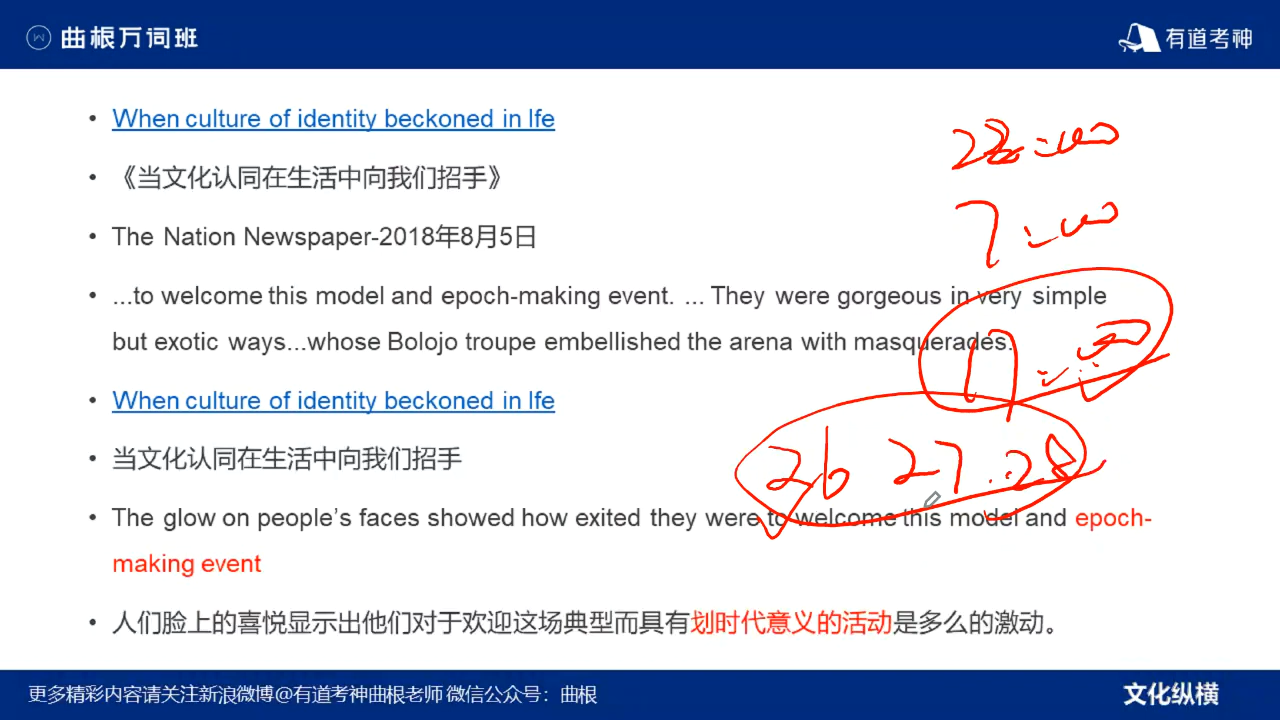 曲根万词班
有道考神
When culture of identity beckoned in Ife
《当文化认同在生活中向我们招手》
The Nation Newspaper-2018年8月5日
...to welcome this model and epoch-making event. ... They were gorgeous in very simple
but exotic ways...whose Bolojo troupe embellished the arena with masquerades.
When culture of identity beckoned in Ife
当文化认同在生活中向我们招手
The glow on people's faces showed how exited they were to welcome this model and epoch-
making event
人们脸上的喜悦显示出他们对于欢迎这场典型而具有划时代意义的活动是多么的激动。
7:00
26 27.28
更多精彩内容请关注新浪微博@有道考神曲根老师 微信公众号：曲根
文化纵横